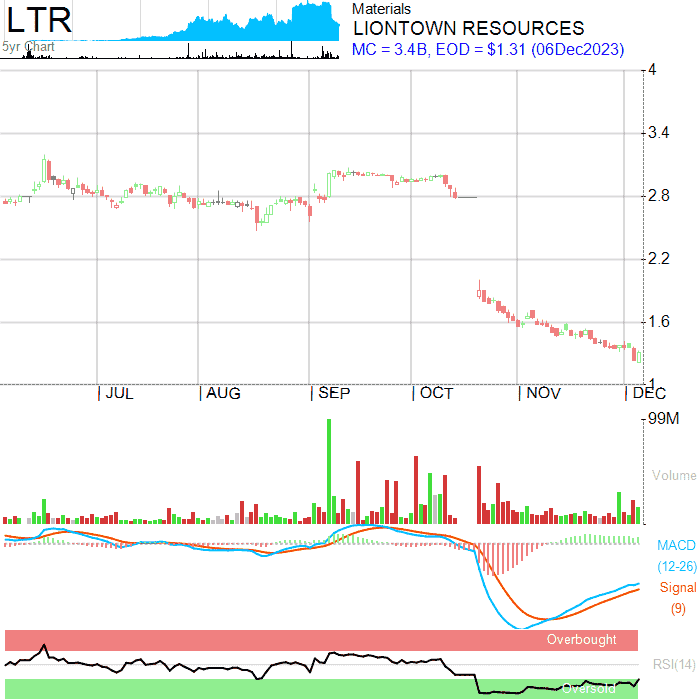 LTR
5yr Chart
Materials
LIONTOWN RESOURCES
MC = 3.4B, EOD = $1.31 (06Dec2023)
4
3.4
2.8
2.2
1.6
1
JUL
AUG
SEP
OCT
NOV
DEC
99M
Volume
MACD
(12-26)
Signal
(9)
Overbought
RSI(14)
Oversold